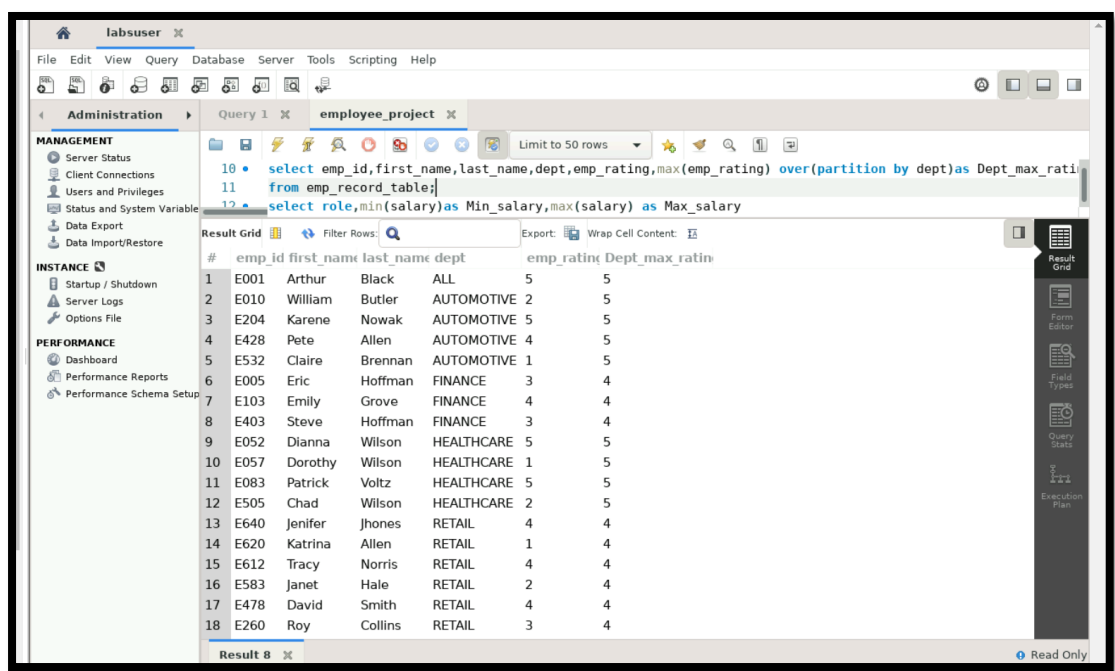 labsuser
File Edit View Query Database Server Tools Scripting Help
Administration
Query 1
employee_project
MANAGEMENT
Server Status
Client Connections
Users and Privileges
Status and System Variable
Data Export
Data Import/Restore
INSTANCE
Startup / Shutdown
Server Logs
Options File
PERFORMANCE
Dashboard
Performance Reports
Performance Schema Setup
Limit to 50 rows
10 select emp_id,first_name,last_name,dept,emp_rating,max(emp_rating) over(partition by dept)as Dept_max_ratin
11 from emp_record_table;
12 select role,min(salary)as Min_salary,max(salary) as Max_salary
Result Grid Filter Rows: Export: Wrap Cell Content:
# emp_id first_name last_name dept emp_rating Dept_max_ratin
1 E001 Arthur Black ALL 5 5
2 E010 William Butler AUTOMOTIVE 2 5
3 E204 Karene Nowak AUTOMOTIVE 5 5
4 E428 Pete Allen AUTOMOTIVE 4 5
5 E532 Claire Brennan AUTOMOTIVE 1 5
6 E005 Eric Hoffman FINANCE 3 4
7 E103 Emily Grove FINANCE 4 4
8 E403 Steve Hoffman FINANCE 3 4
9 E052 Dianna Wilson HEALTHCARE 5 5
10 E057 Dorothy Wilson HEALTHCARE 1 5
11 E083 Patrick Voltz HEALTHCARE 5 5
12 E505 Chad Wilson HEALTHCARE 2 5
13 E640 Jenifer Jhones RETAIL 4 4
14 E620 Katrina Allen RETAIL 1 4
15 E612 Tracy Norris RETAIL 4 4
16 E583 Janet Hale RETAIL 2 4
17 E478 David Smith RETAIL 4 4
18 E260 Roy Collins RETAIL 3 4
Result
Grid
Form
Editor
Field
Types
Query
Stats
Execution
Plan
Result 8
Read Only